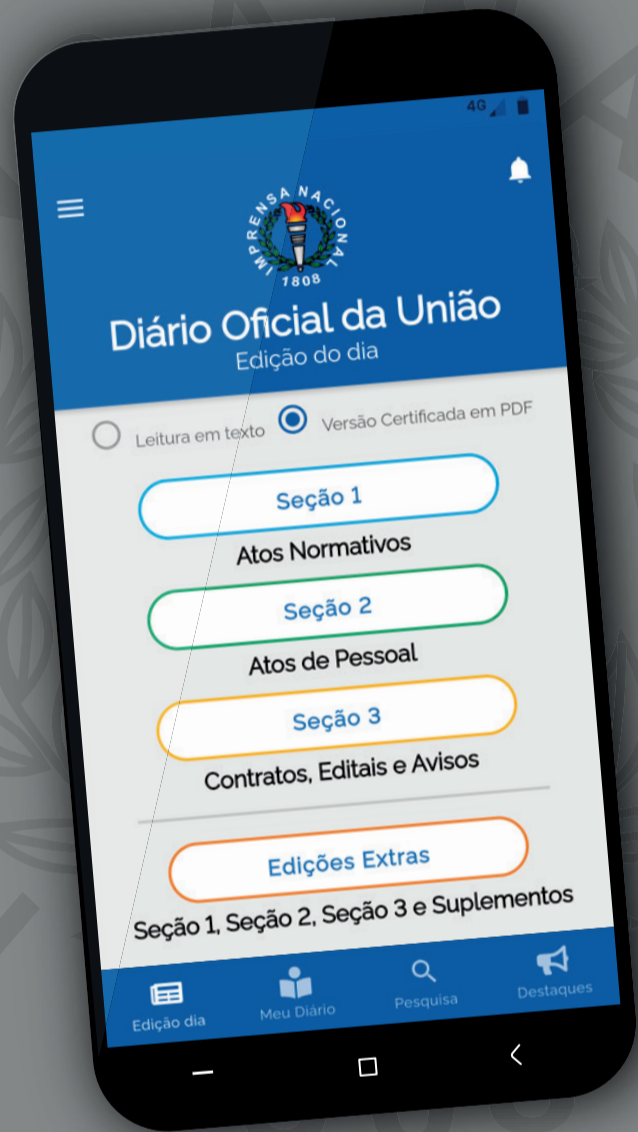 4G
IMPRENSA NACIONAL
1808
Diário Oficial da União
Edição do dia
Leitura em texto Versão Certificada em PDF
Seção 1
Atos Normativos
Seção 2
Atos de Pessoal
Seção 3
Contratos, Editais e Avisos
Edições Extras
Seção 1, Seção 2, Seção 3 e Suplementos
Edição dia Meu Diário Pesquisa Destaques